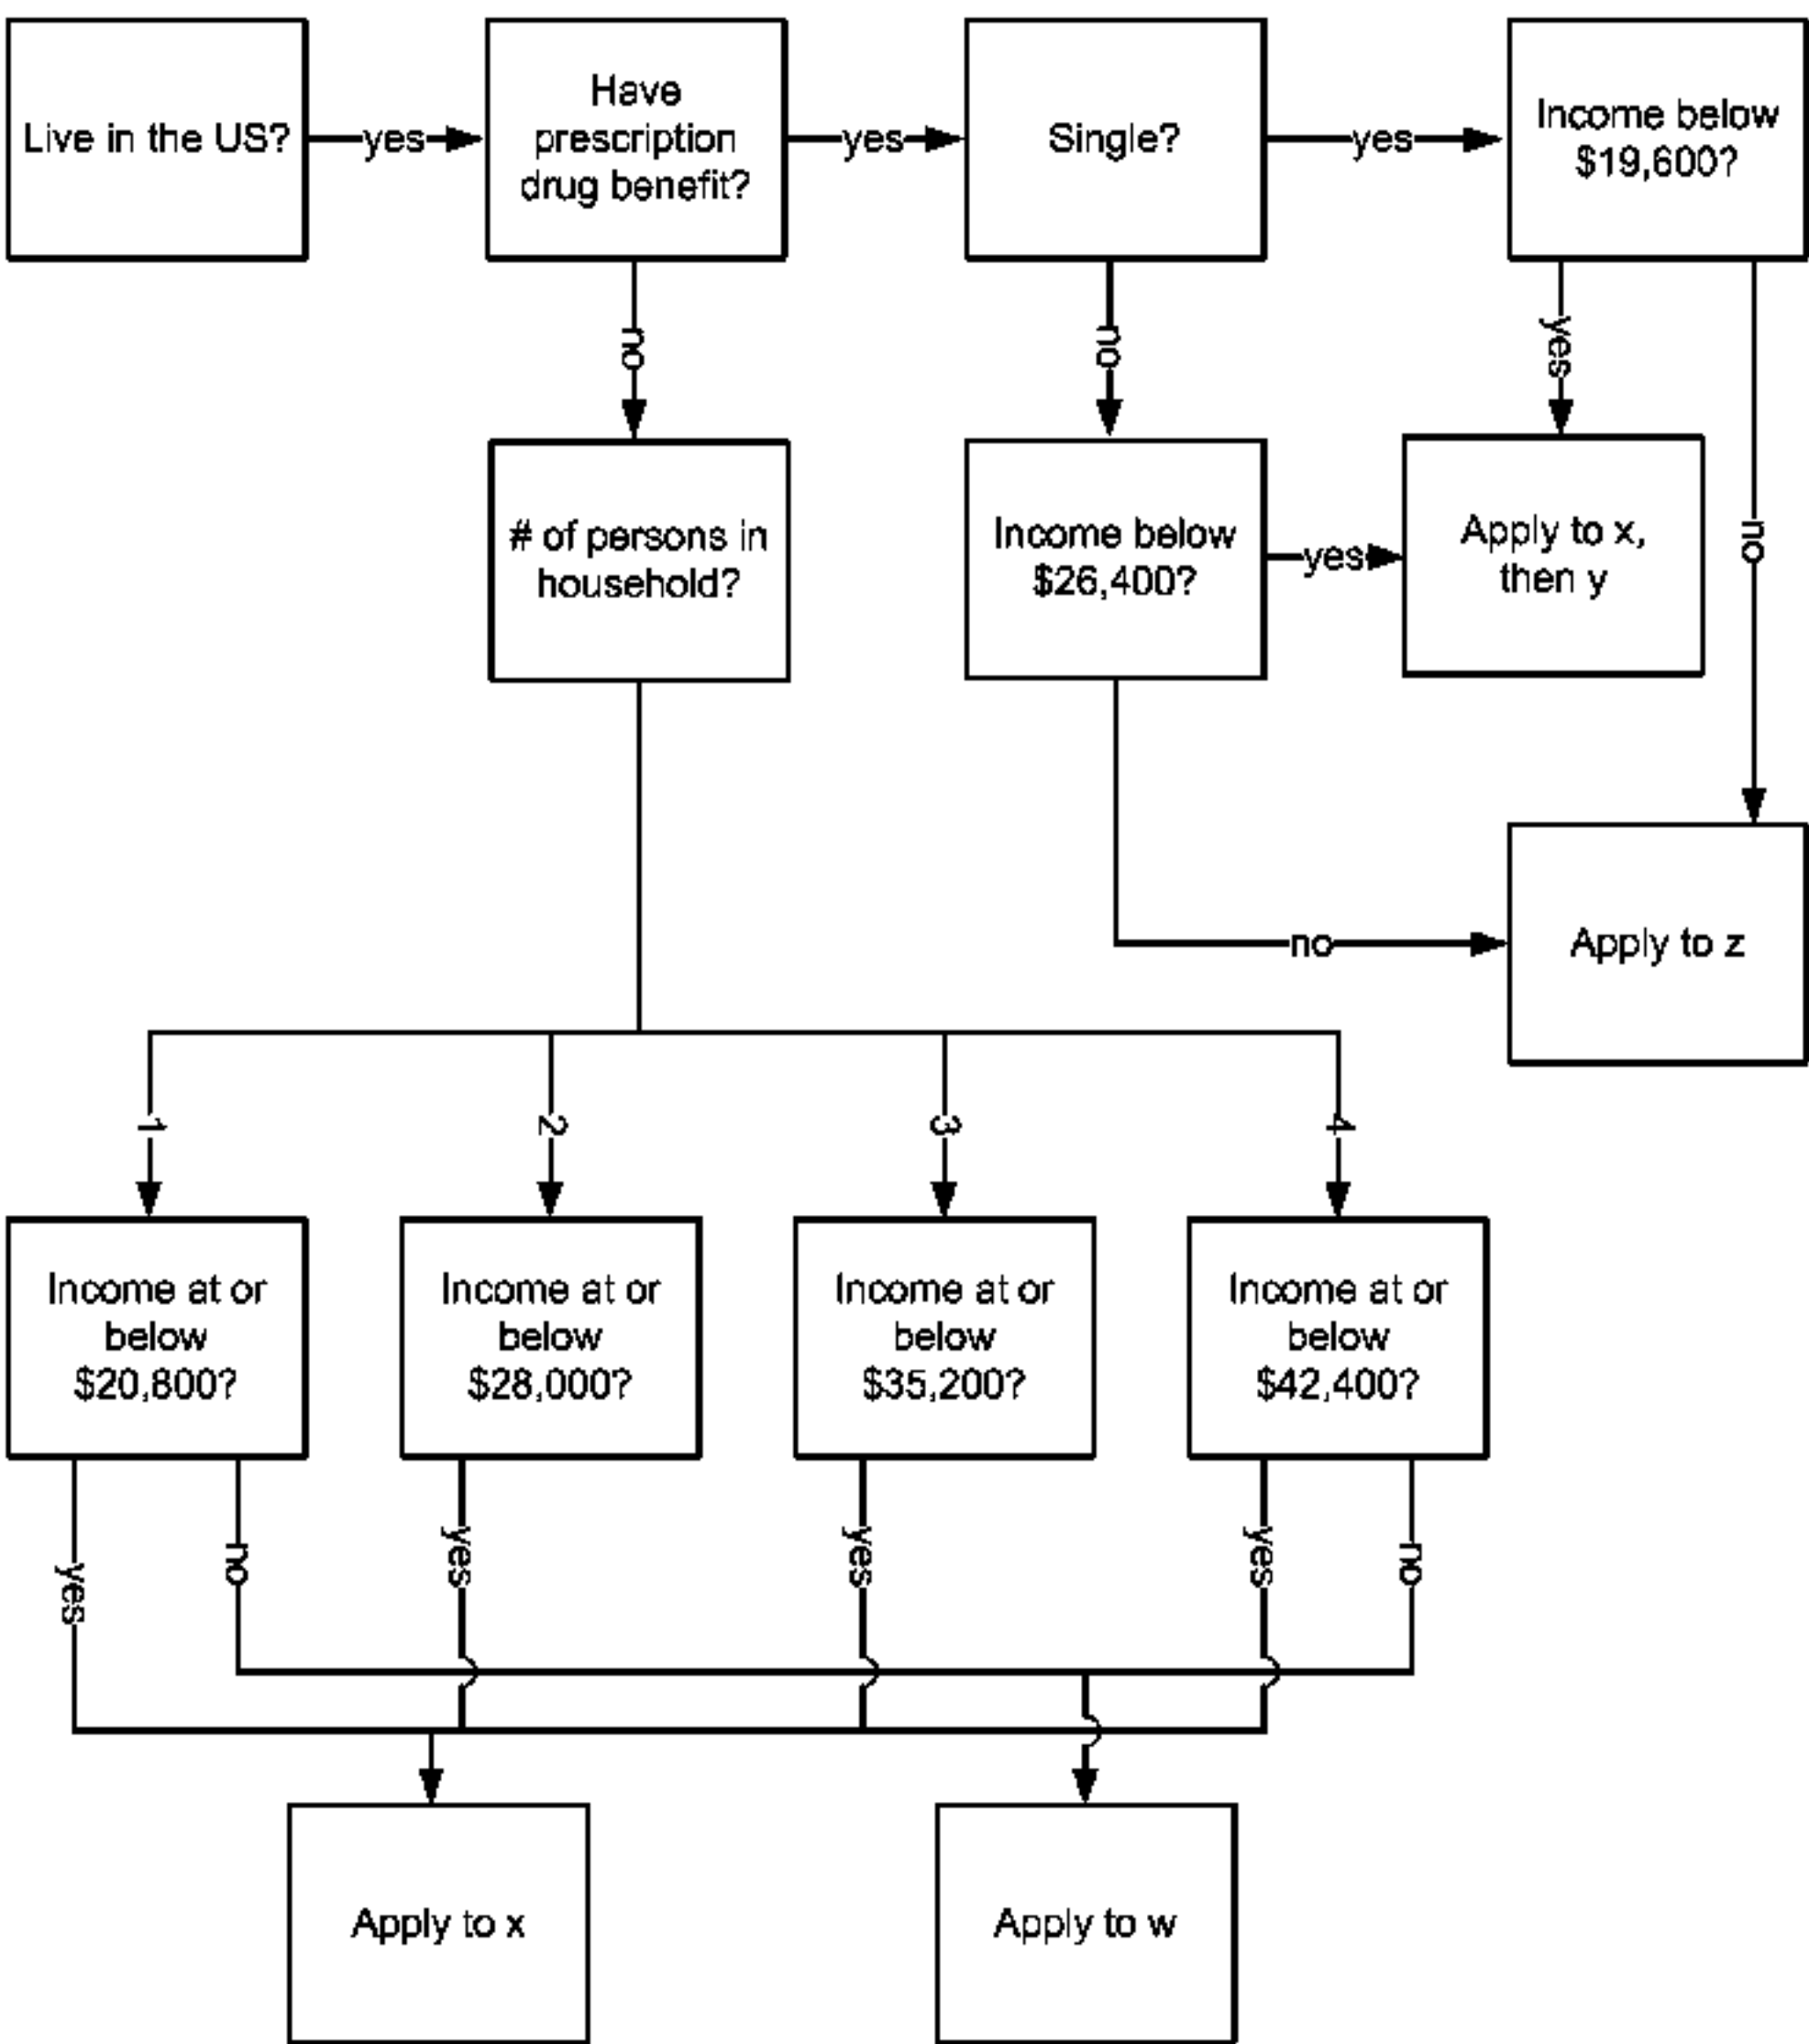 Live in the US?
yes
Have
prescription
drug benefit?
yes
Single?
yes
Income below
$19,600?
no
no
yes
no
# of persons in
household?
Income below
$26,400?
yes
Apply to x,
then y
no
Apply to z
1
2
3
4
Income at or
below
$20,800?
Income at or
below
$28,000?
Income at or
below
$35,200?
Income at or
below
$42,400?
yes
no
yes
yes
yes
no
Apply to x
Apply to w